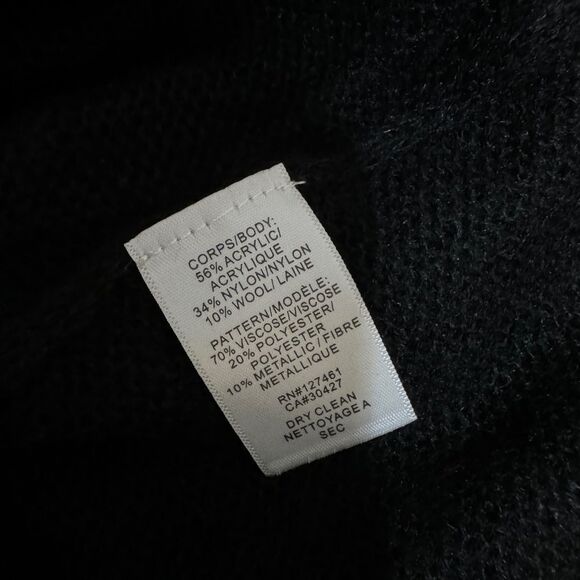 CORPS/BODY:
56% ACRYLIC/
ACRYLIQUE
34% NYLON/NYLON
10% WOOL/ LAINE
PATTERN/MODÈLE:
70% VISCOSE/VISCOSE
20% POLYESTER/
POLYESTER
10% METALLIC / FIBRE
METALLIQUE
RN#127461
CA#30427
DRY CLEAN
NETTOYAGE A
SEC